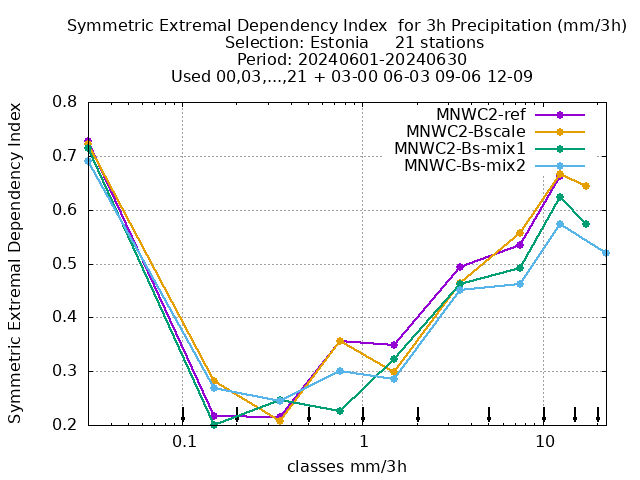 Symmetric Extremal Dependency Index  for 3h Precipitation (mm/3h)
Selection: Estonia     21 stations
Period: 20240601-20240630
Used 00,03,...,21 + 03-00 06-03 09-06 12-09
Symmetric Extremal Dependency Index
0.8
0.7
0.6
0.5
0.4
0.3
0.2
MNWC2-ref
MNWC2-Bscale
MNWC2-Bs-mix1
MNWC-Bs-mix2
0.1
1
10
classes mm/3h